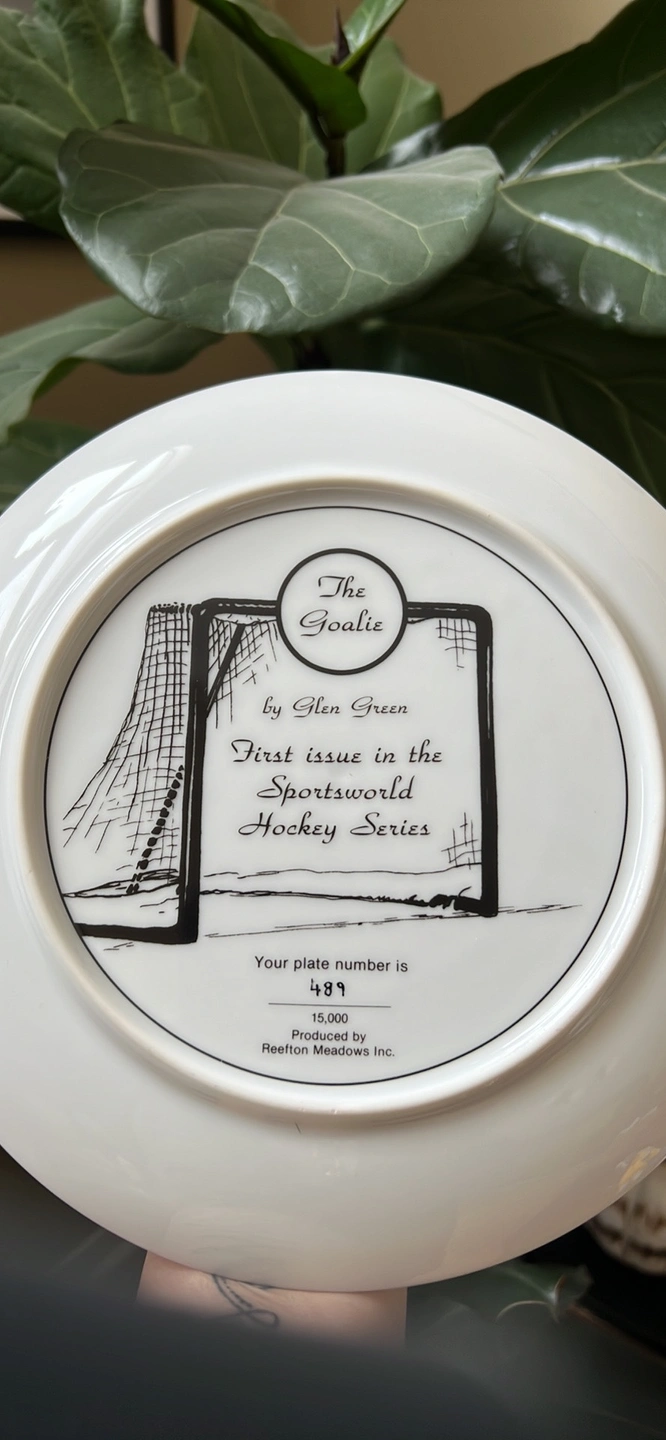 The
Goalie
by Glen Green
First issue in the
Sportsworld
Hockey Series
Your plate number is
489
15,000
Produced by
Reefton Meadows Inc.